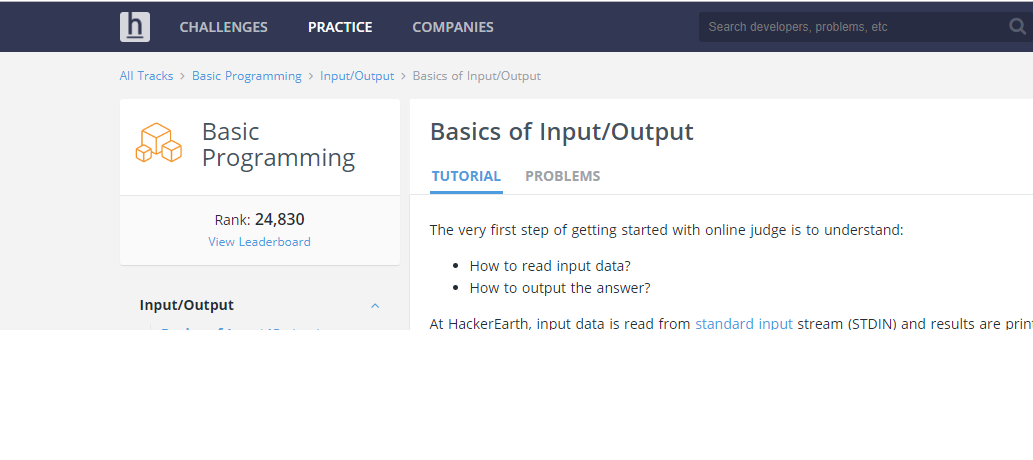 h CHALLENGES PRACTICE COMPANIES Search developers, problems, etc
All Tracks > Basic Programming > Input/Output > Basics of Input/Output
Basic
Programming
Rank: 24,830
View Leaderboard
Input/Output
Basics of Input/Output
TUTORIAL PROBLEMS
The very first step of getting started with online judge is to understand:
• How to read input data?
• How to output the answer?
At HackerEarth, input data is read from standard input stream (STDIN) and results are prin